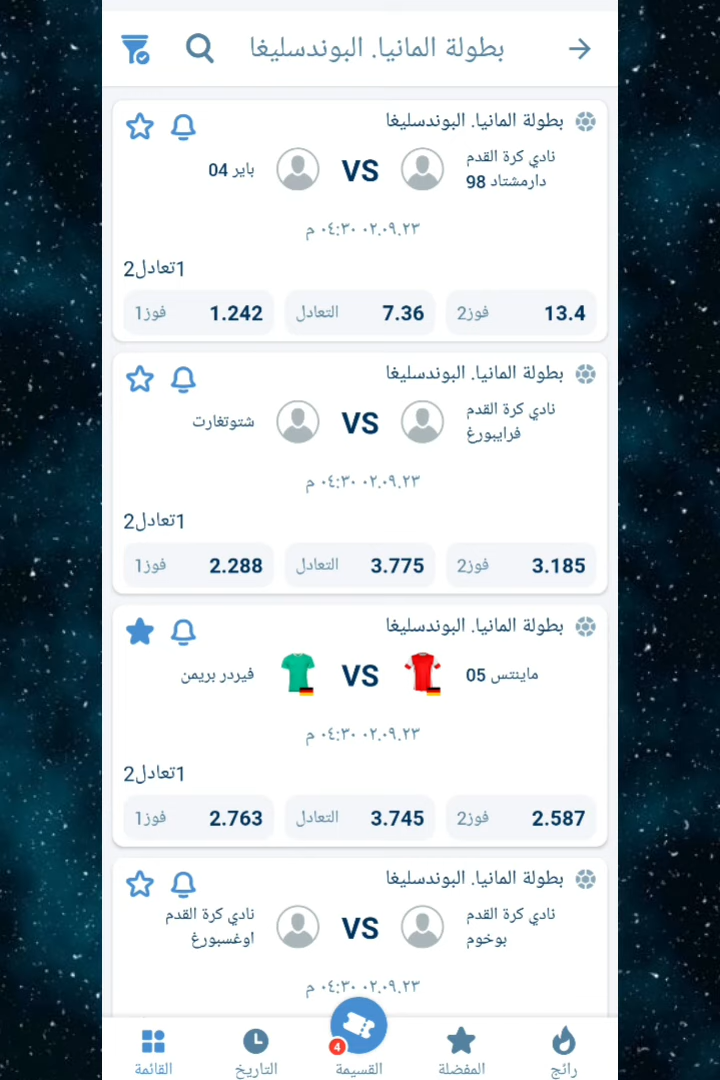 بطولة المانيا. البوندسليغا
بطولة المانيا. البوندسليغا
نادي كرة القدم
دارمشتاد 98
VS
باير 04
٠٢.٠٩.٢٣ ٠٤:٣٠ م
1تعادل2
13.4 فوز2
7.36 التعادل
1.242 فوز1
بطولة المانيا. البوندسليغا
نادي كرة القدم
فرايبورغ
VS
شتوتغارت
٠٢.٠٩.٢٣ ٠٤:٣٠ م
1تعادل2
3.185 فوز2
3.775 التعادل
2.288 فوز1
بطولة المانيا. البوندسليغا
ماينتس 05
VS
فيردر بريمن
٠٢.٠٩.٢٣ ٠٤:٣٠ م
1تعادل2
2.587 فوز2
3.745 التعادل
2.763 فوز1
بطولة المانيا. البوندسليغا
نادي كرة القدم
بوخوم
VS
نادي كرة القدم
اوغسبورغ
٠٢.٠٩.٢٣ ٠٤:٣٠ م
رائج
المفضلة
4
القسيمة
التاريخ
القائمة